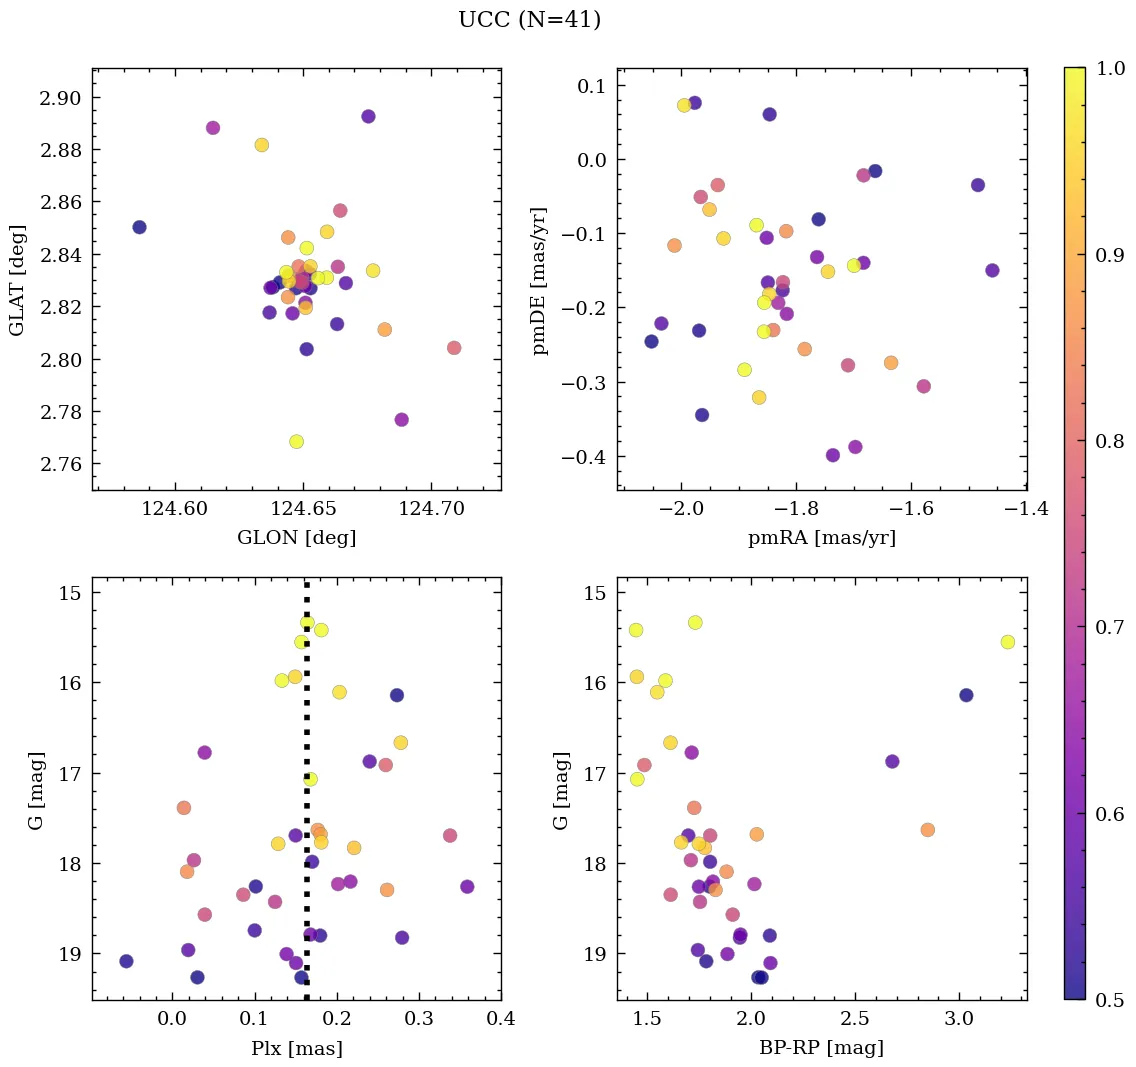 UCC (N=41)
2.90
2.88
2.86
2.84
2.82
2.80
2.78
2.76
GLAT [deg]
124.60 124.65 124.70
GLON [deg]
0.1
0.0
−0.1
−0.2
−0.3
−0.4
pmDE [mas/yr]
−2.0 −1.8 −1.6 −1.4
pmRA [mas/yr]
15
16
17
18
19
G [mag]
0.0 0.1 0.2 0.3 0.4
Plx [mas]
15
16
17
18
19
G [mag]
1.5 2.0 2.5 3.0
BP-RP [mag]
1.0
0.9
0.8
0.7
0.6
0.5